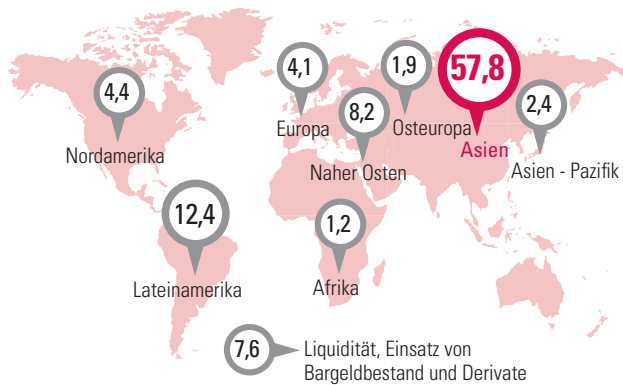 4,4
Nordamerika
4,1
Europa
8,2
Naher Osten
1,9
Osteuropa
57,8
Asien
2,4
Asien - Pazifik
12,4
Lateinamerika
1,2
Afrika
7,6
Liquidität, Einsatz von
Bargeldbestand und Derivate